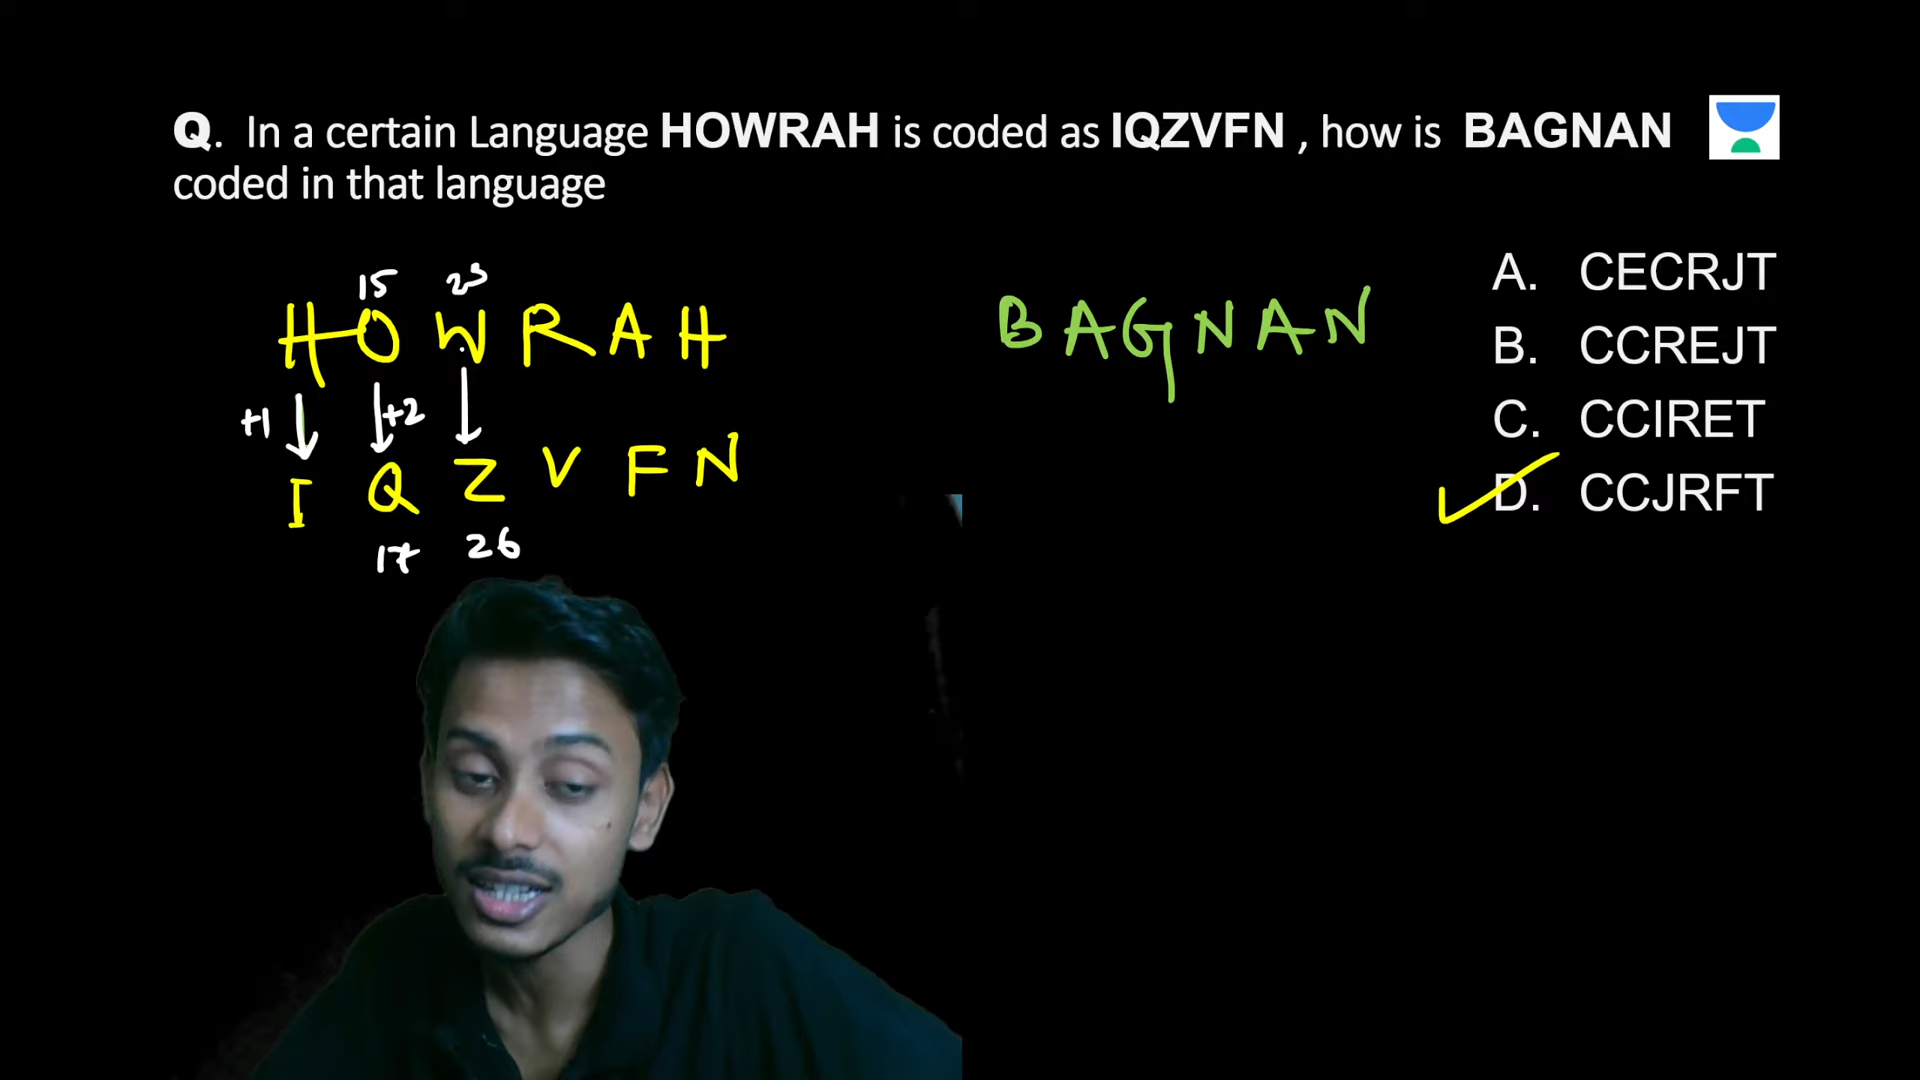 Q. In a certain Language HOWRAH is coded as IQZVFN , how is BAGNAN
coded in that language
15 23
H O W R A H
+1 +2
I Q Z V F N
17 26
B A G N A N
A. CECRJT
B. CCREJT
C. CCIRET
D. CCJRFT